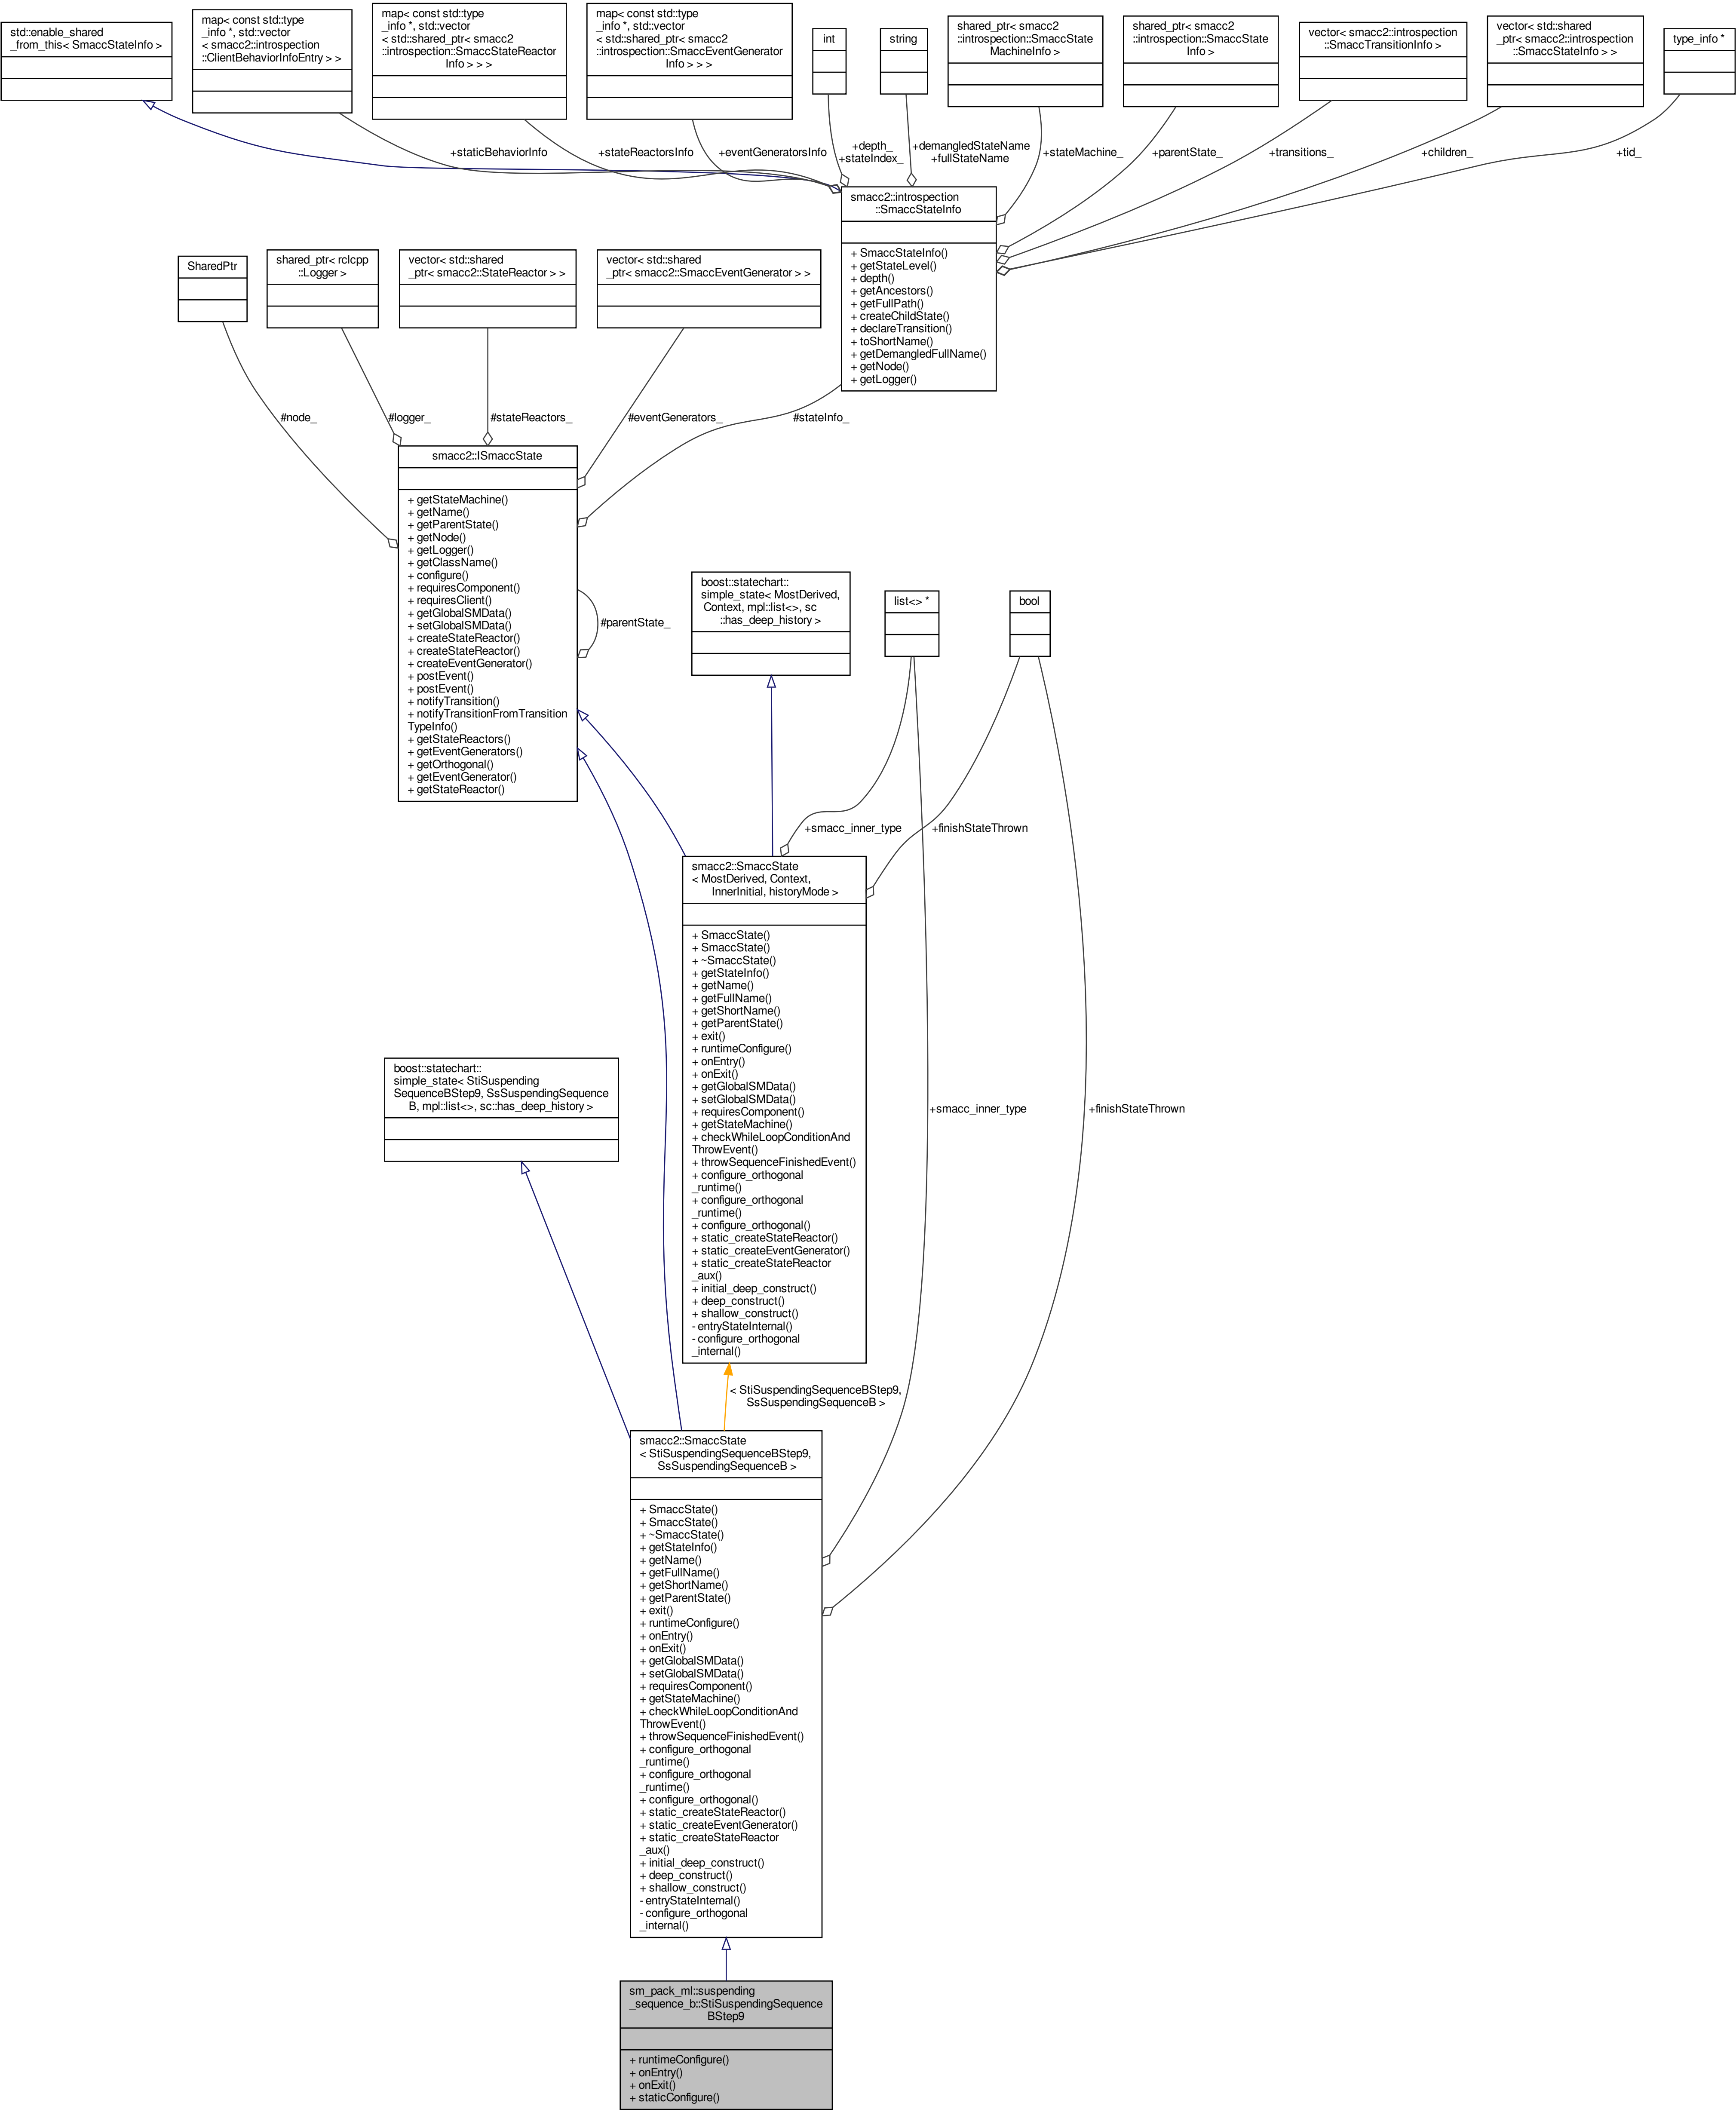 std::enable_shared
_from_this< SmaccStateInfo >
map< const std::type
_info *, std::vector
< smacc2::introspection
::ClientBehaviorInfoEntry > >
map< const std::type
_info *, std::vector
< std::shared_ptr< smacc2
::introspection::SmaccStateReactor
Info > > >
map< const std::type
_info *, std::vector
< std::shared_ptr< smacc2
::introspection::SmaccEventGenerator
Info > > >
int
string
shared_ptr< smacc2
::introspection::SmaccState
MachineInfo >
shared_ptr< smacc2
::introspection::SmaccState
Info >
vector< smacc2::introspection
::SmaccTransitionInfo >
vector< std::shared
_ptr< smacc2::introspection
::SmaccStateInfo > >
type_info *
+staticBehaviorInfo
+stateReactorsInfo
+eventGeneratorsInfo
+depth_
+stateIndex_
+demangledStateName
+fullStateName
+stateMachine_
+parentState_
+transitions_
+children_
+tid_
smacc2::introspection
::SmaccStateInfo
+ SmaccStateInfo()
+ getStateLevel()
+ depth()
+ getAncestors()
+ getFullPath()
+ createChildState()
+ declareTransition()
+ toShortName()
+ getDemangledFullName()
+ getNode()
+ getLogger()
SharedPtr
shared_ptr< rclcpp
::Logger >
vector< std::shared
_ptr< smacc2::StateReactor > >
vector< std::shared
_ptr< smacc2::SmaccEventGenerator > >
#node_
#logger_
#stateReactors_
#eventGenerators_
#stateInfo_
smacc2::ISmaccState
+ getStateMachine()
+ getName()
+ getParentState()
+ getNode()
+ getLogger()
+ getClassName()
+ configure()
+ requiresComponent()
+ requiresClient()
+ getGlobalSMData()
+ setGlobalSMData()
+ createStateReactor()
+ createStateReactor()
+ createEventGenerator()
+ postEvent()
+ postEvent()
+ notifyTransition()
+ notifyTransitionFromTransition
TypeInfo()
+ getStateReactors()
+ getEventGenerators()
+ getOrthogonal()
+ getEventGenerator()
+ getStateReactor()
#parentState_
boost::statechart::
simple_state< MostDerived,
Context, mpl::list<>, sc
::has_deep_history >
list<> *
bool
+smacc_inner_type
+finishStateThrown
smacc2::SmaccState
< MostDerived, Context,
InnerInitial, historyMode >
+ SmaccState()
+ SmaccState()
+ ~SmaccState()
+ getStateInfo()
+ getName()
+ getFullName()
+ getShortName()
+ getParentState()
+ exit()
+ runtimeConfigure()
+ onEntry()
+ onExit()
+ getGlobalSMData()
+ setGlobalSMData()
+ requiresComponent()
+ getStateMachine()
+ checkWhileLoopConditionAnd
ThrowEvent()
+ throwSequenceFinishedEvent()
+ configure_orthogonal
_runtime()
+ configure_orthogonal
_runtime()
+ configure_orthogonal()
+ static_createStateReactor()
+ static_createEventGenerator()
+ static_createStateReactor
_aux()
+ initial_deep_construct()
+ deep_construct()
+ shallow_construct()
- entryStateInternal()
- configure_orthogonal
_internal()
boost::statechart::
simple_state< StiSuspending
SequenceBStep9, SsSuspendingSequence
B, mpl::list<>, sc::has_deep_history >
+smacc_inner_type
+finishStateThrown
< StiSuspendingSequenceBStep9,
SsSuspendingSequenceB >
smacc2::SmaccState
< StiSuspendingSequenceBStep9,
SsSuspendingSequenceB >
+ SmaccState()
+ SmaccState()
+ ~SmaccState()
+ getStateInfo()
+ getName()
+ getFullName()
+ getShortName()
+ getParentState()
+ exit()
+ runtimeConfigure()
+ onEntry()
+ onExit()
+ getGlobalSMData()
+ setGlobalSMData()
+ requiresComponent()
+ getStateMachine()
+ checkWhileLoopConditionAnd
ThrowEvent()
+ throwSequenceFinishedEvent()
+ configure_orthogonal
_runtime()
+ configure_orthogonal
_runtime()
+ configure_orthogonal()
+ static_createStateReactor()
+ static_createEventGenerator()
+ static_createStateReactor
_aux()
+ initial_deep_construct()
+ deep_construct()
+ shallow_construct()
- entryStateInternal()
- configure_orthogonal
_internal()
sm_pack_ml::suspending
_sequence_b::StiSuspendingSequence
BStep9
+ runtimeConfigure()
+ onEntry()
+ onExit()
+ staticConfigure()